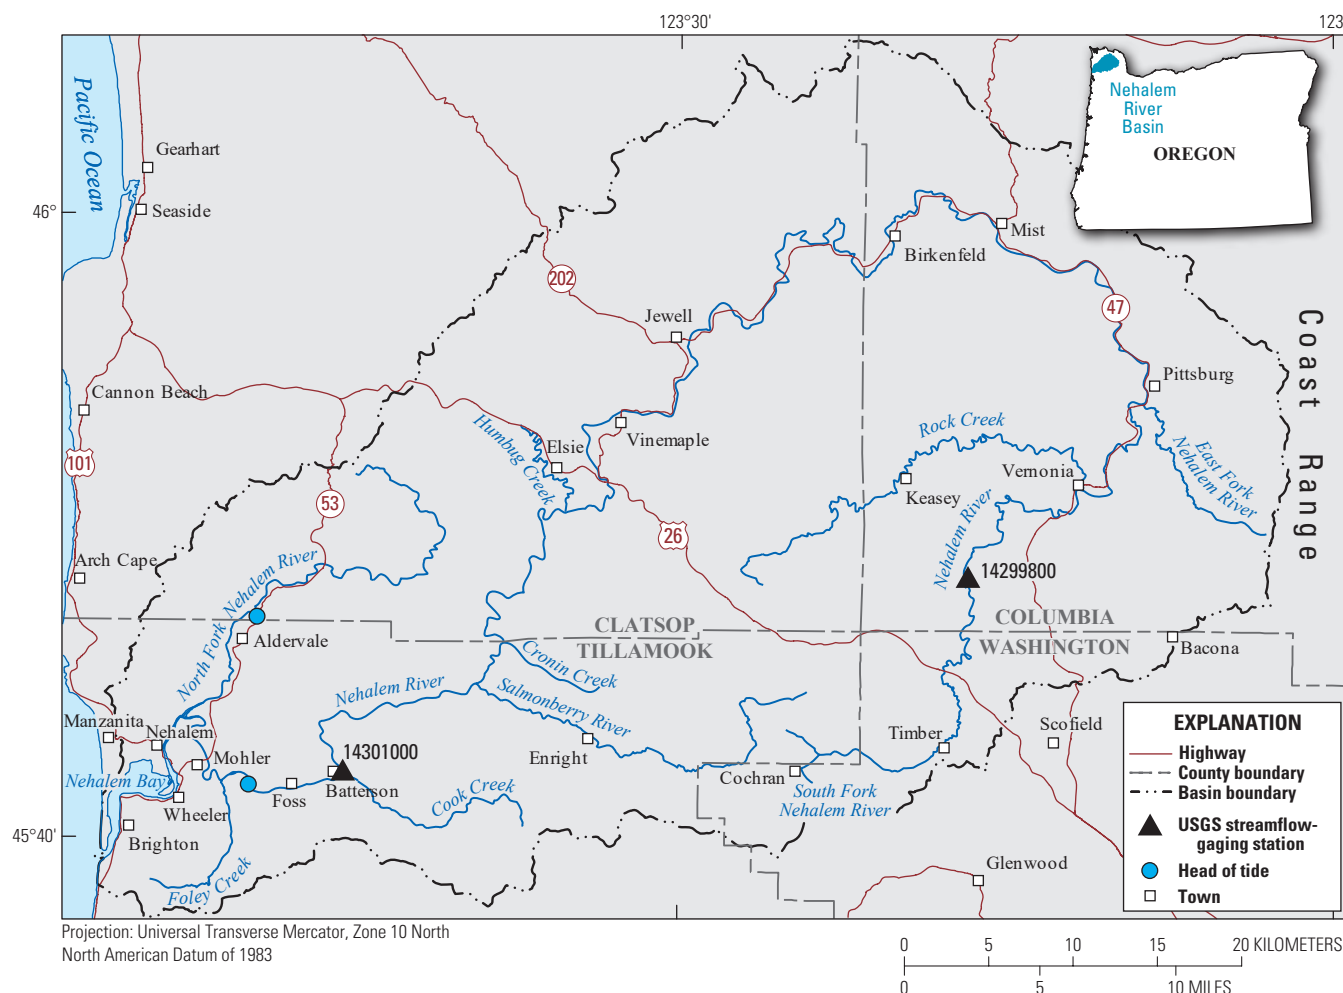 123°30'
123
Pacific Ocean
Gearhart
Seaside
46°
Nehalem
River
Basin
OREGON
Mist
Birkenfeld
202
47
Jewell
Coast Range
Pittsburg
Cannon Beach
Vinemaple
Rock Creek
Humbug Creek
Elsie
East Fork
Nehalem River
101
Vernonia
Keasey
53
Nehalem River
26
Arch Cape
14299800
North Fork Nehalem River
CLATSOP
COLUMBIA
Aldervale
TILLAMOOK
WASHINGTON
Bacona
Cronin Creek
Nehalem River
Salmonberry River
Manzanita
Nehalem
Mohler
14301000
Enright
Timber
Scofield
Nehalem Bay
Foss
Batterson
Cochran
South Fork
Nehalem River
Cook Creek
Wheeler
45°40'
Brighton
Foley Creek
Glenwood
EXPLANATION
Highway
County boundary
Basin boundary
USGS streamflow-
gaging station
Head of tide
Town
Projection: Universal Transverse Mercator, Zone 10 North
North American Datum of 1983
0 5 10 15 20 KILOMETERS
0 5 10 MILES